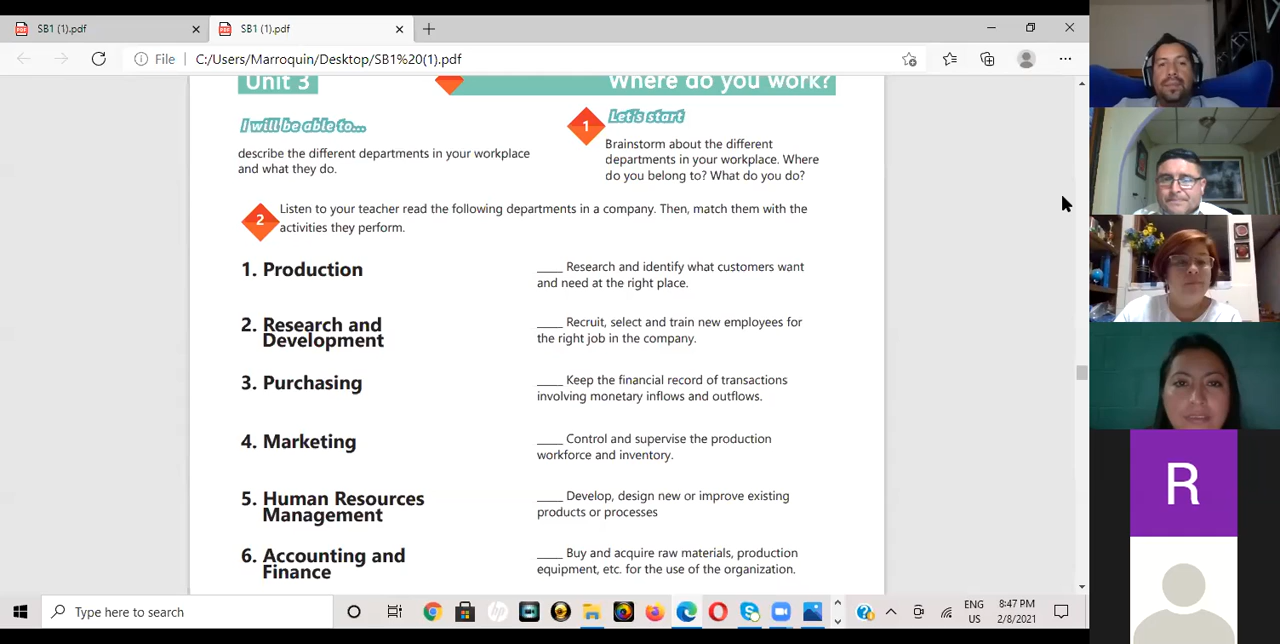 SB1 (1).pdf
SB1 (1).pdf
File
C:/Users/Marroquin/Desktop/SB1%20(1).pdf
Unit 3
Where do you work?
I will be able to...
describe the different departments in your workplace
and what they do.
1
Let's start
Brainstorm about the different
departments in your workplace. Where
do you belong to? What do you do?
2
Listen to your teacher read the following departments in a company. Then, match them with the
activities they perform.
1. Production
____ Research and identify what customers want
and need at the right place.
2. Research and
Development
____ Recruit, select and train new employees for
the right job in the company.
3. Purchasing
____ Keep the financial record of transactions
involving monetary inflows and outflows.
4. Marketing
____ Control and supervise the production
workforce and inventory.
5. Human Resources
Management
____ Develop, design new or improve existing
products or processes
6. Accounting and
Finance
____ Buy and acquire raw materials, production
equipment, etc. for the use of the organization.
R
Type here to search
ENG
US
8:47 PM
2/8/2021